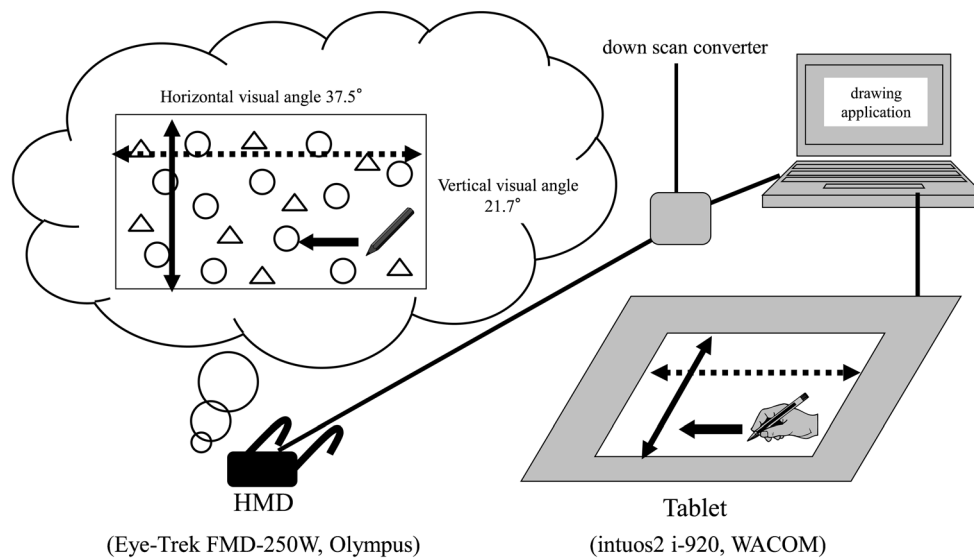 down scan converter
drawing
application
Horizontal visual angle 37.5°
Vertical visual angle
21.7°
HMD
(Eye-Trek FMD-250W, Olympus)
Tablet
(intuos2 i-920, WACOM)